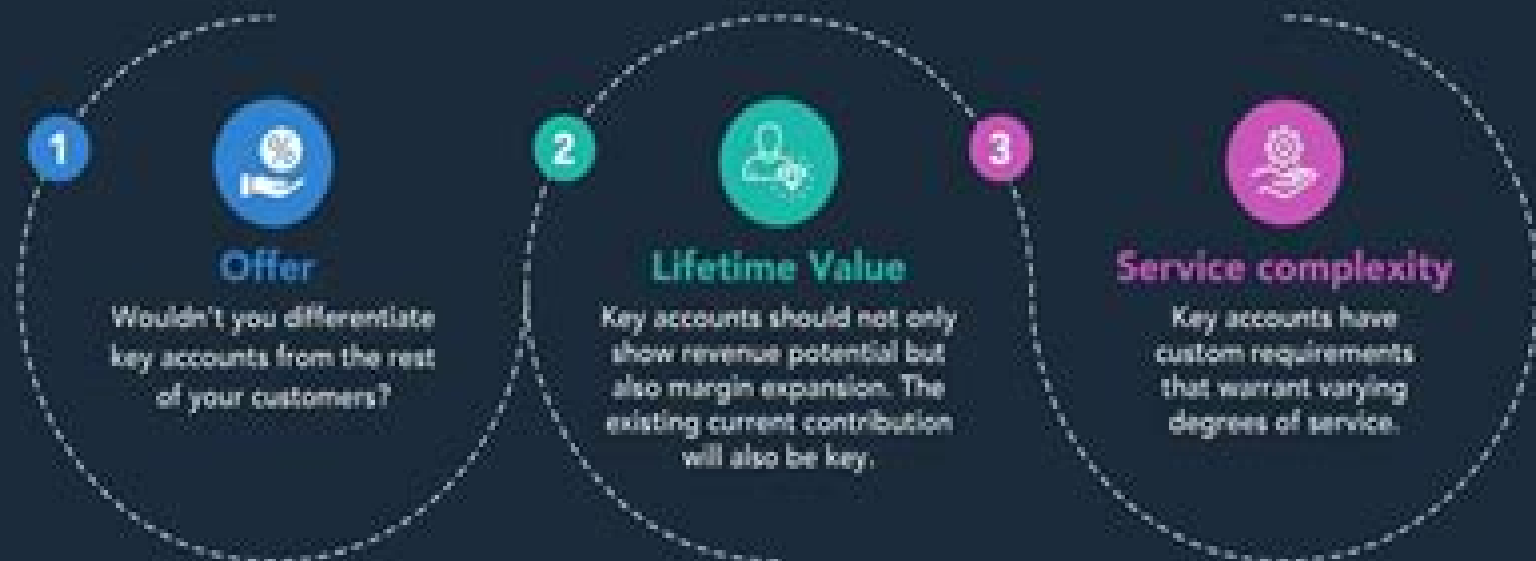 1
%
Offer
Wouldn't you differentiate
key accounts from the rest
of your customers?
2
Lifetime Value
Key accounts should not only
show revenue potential but
also margin expansion. The
existing current contribution
will also be key.
3
Service complexity
Key accounts have
custom requirements
that warrant varying
degrees of service.